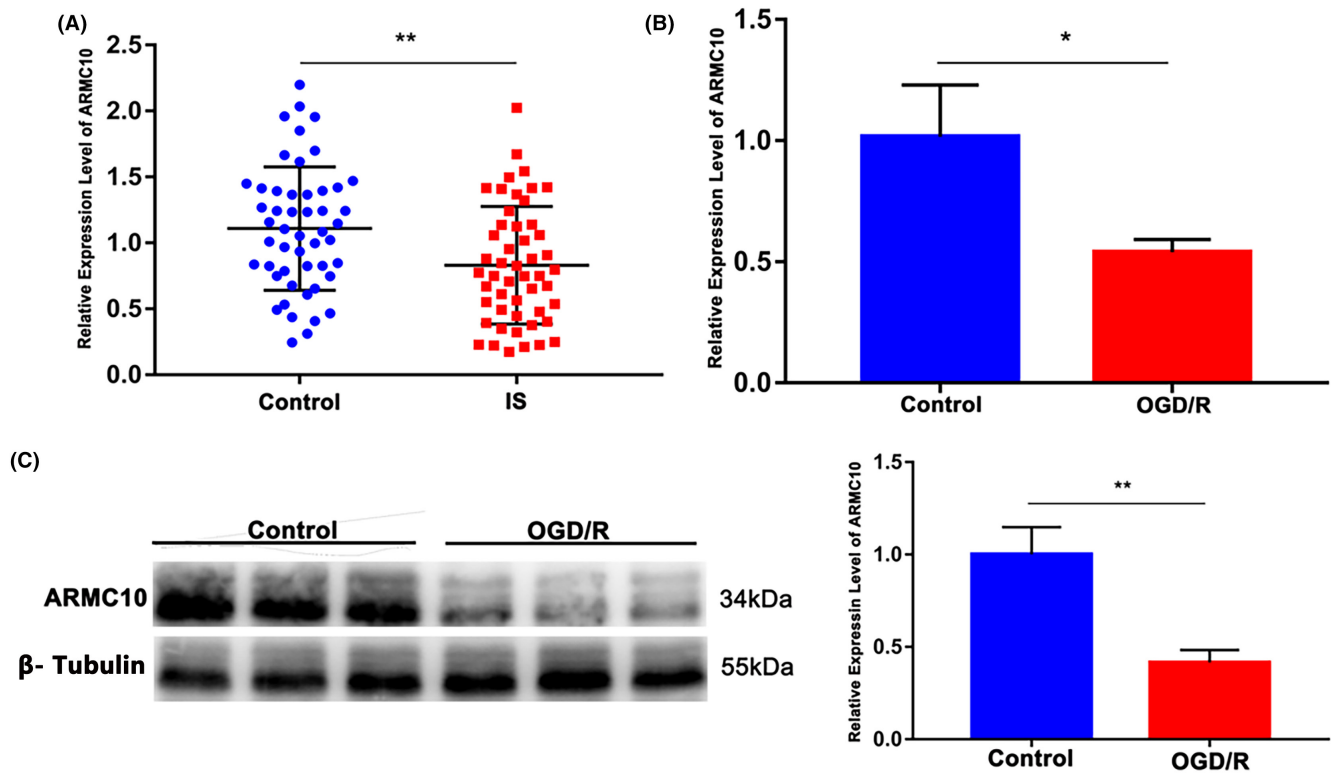 (A)
**
Relative Expression Level of ARMC10
2.5
2.0
1.5
1.0
0.5
0.0
Control
IS
(B)
*
Relative Expression Level of ARMC10
1.5
1.0
0.5
0.0
Control
OGD/R
(C)
Control
OGD/R
ARMC10
34kDa
β- Tubulin
55kDa
**
Relative Expressin Level of ARMC10
1.5
1.0
0.5
0.0
Control
OGD/R